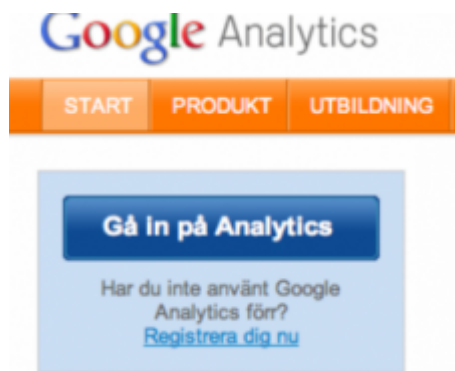 Google Analytics
START PRODUKT UTBILDNING
Gå in på Analytics
Har du inte använt Google
Analytics förr?
Registrera dig nu